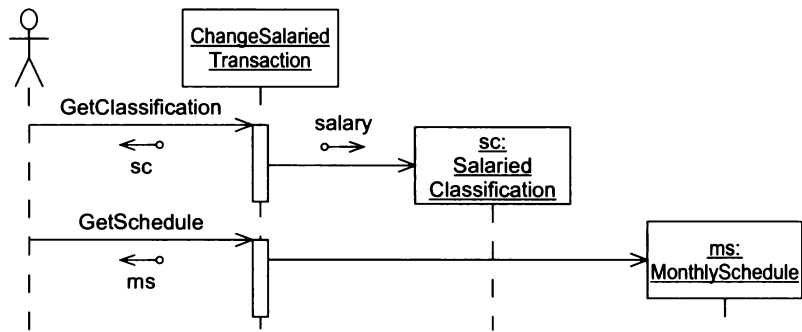 ChangeSalaried
Transaction
GetClassification
salary
sc
sc:
Salaried
Classification
GetSchedule
ms
ms:
MonthlySchedule